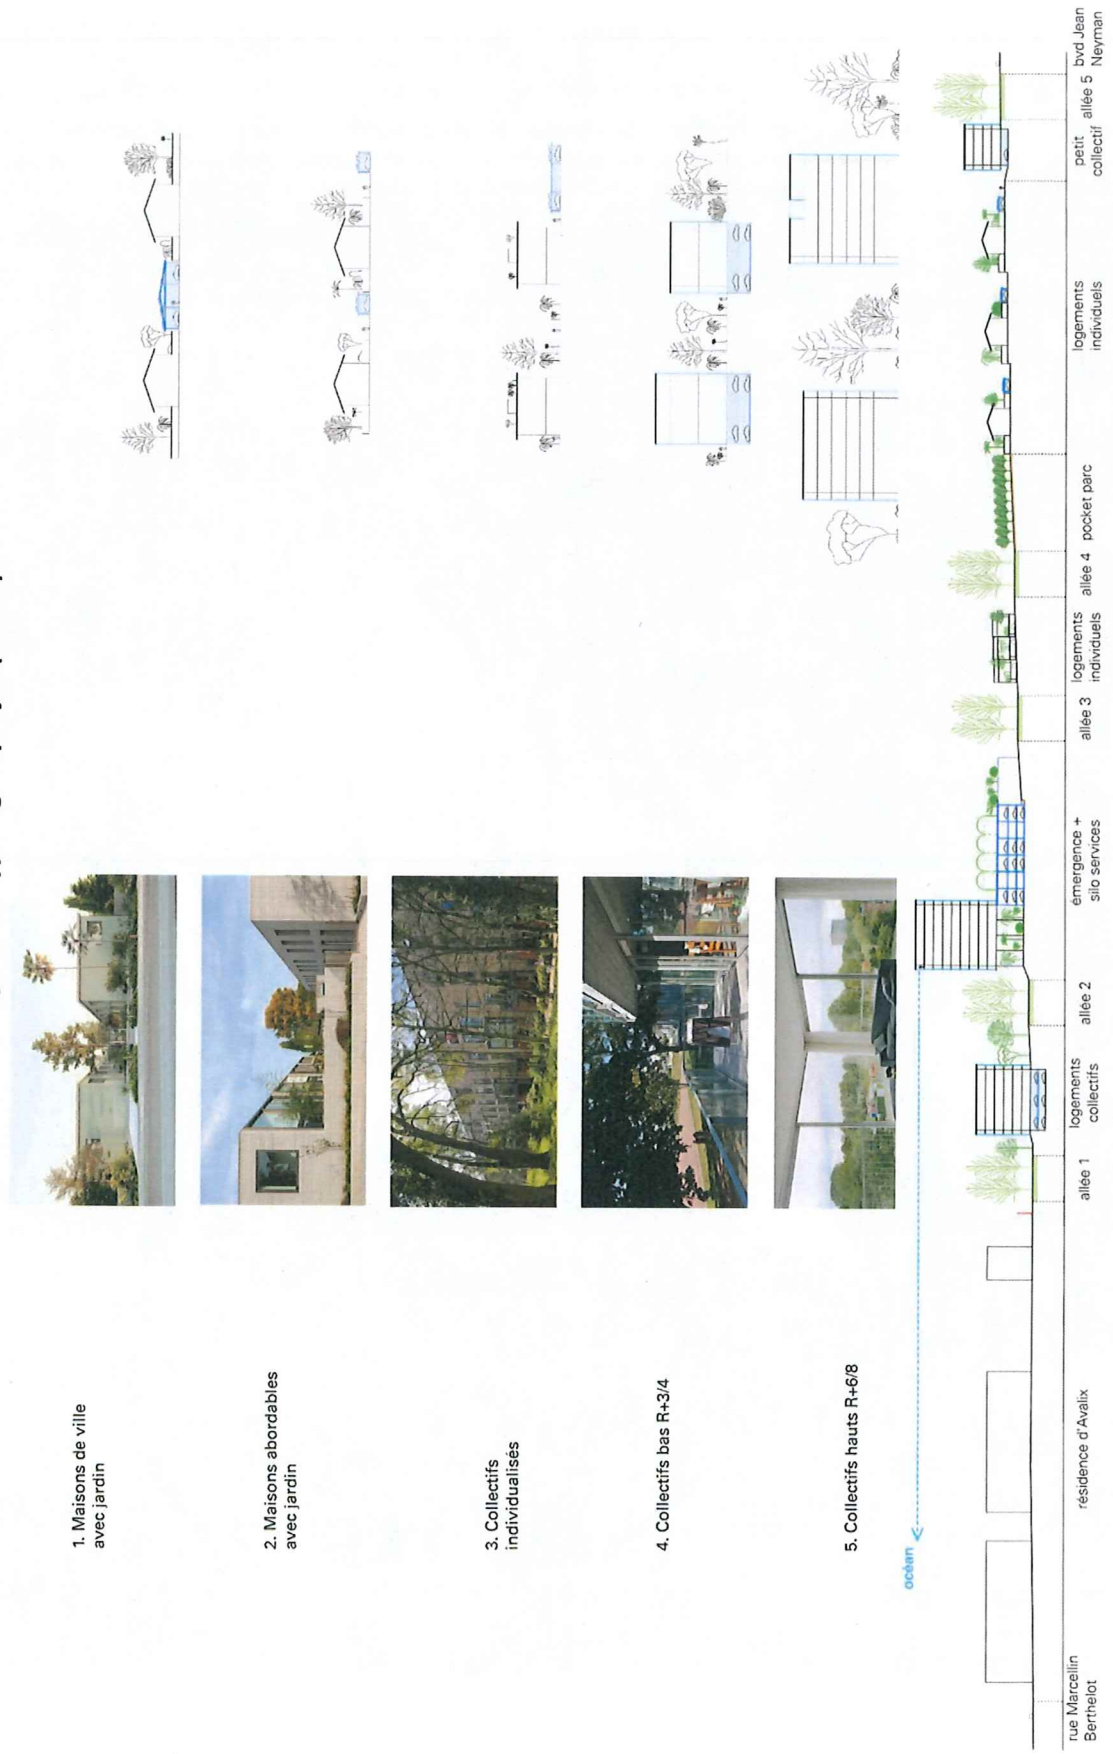 1. Maisons de ville
avec jardin
2. Maisons abordables
avec jardin
3. Collectifs
individualisés
4. Collectifs bas R+3/4
5. Collectifs hauts R+6/8
océan
rue Marcellin
Berthelot
résidence d'Avalix
allée 1
logements
collectifs
allée 2
émergence +
silo services
allée 3
logements
individuels
allée 4
pocket parc
logements
individuels
petit
collectif
allée 5
bvd Jean
Neyman